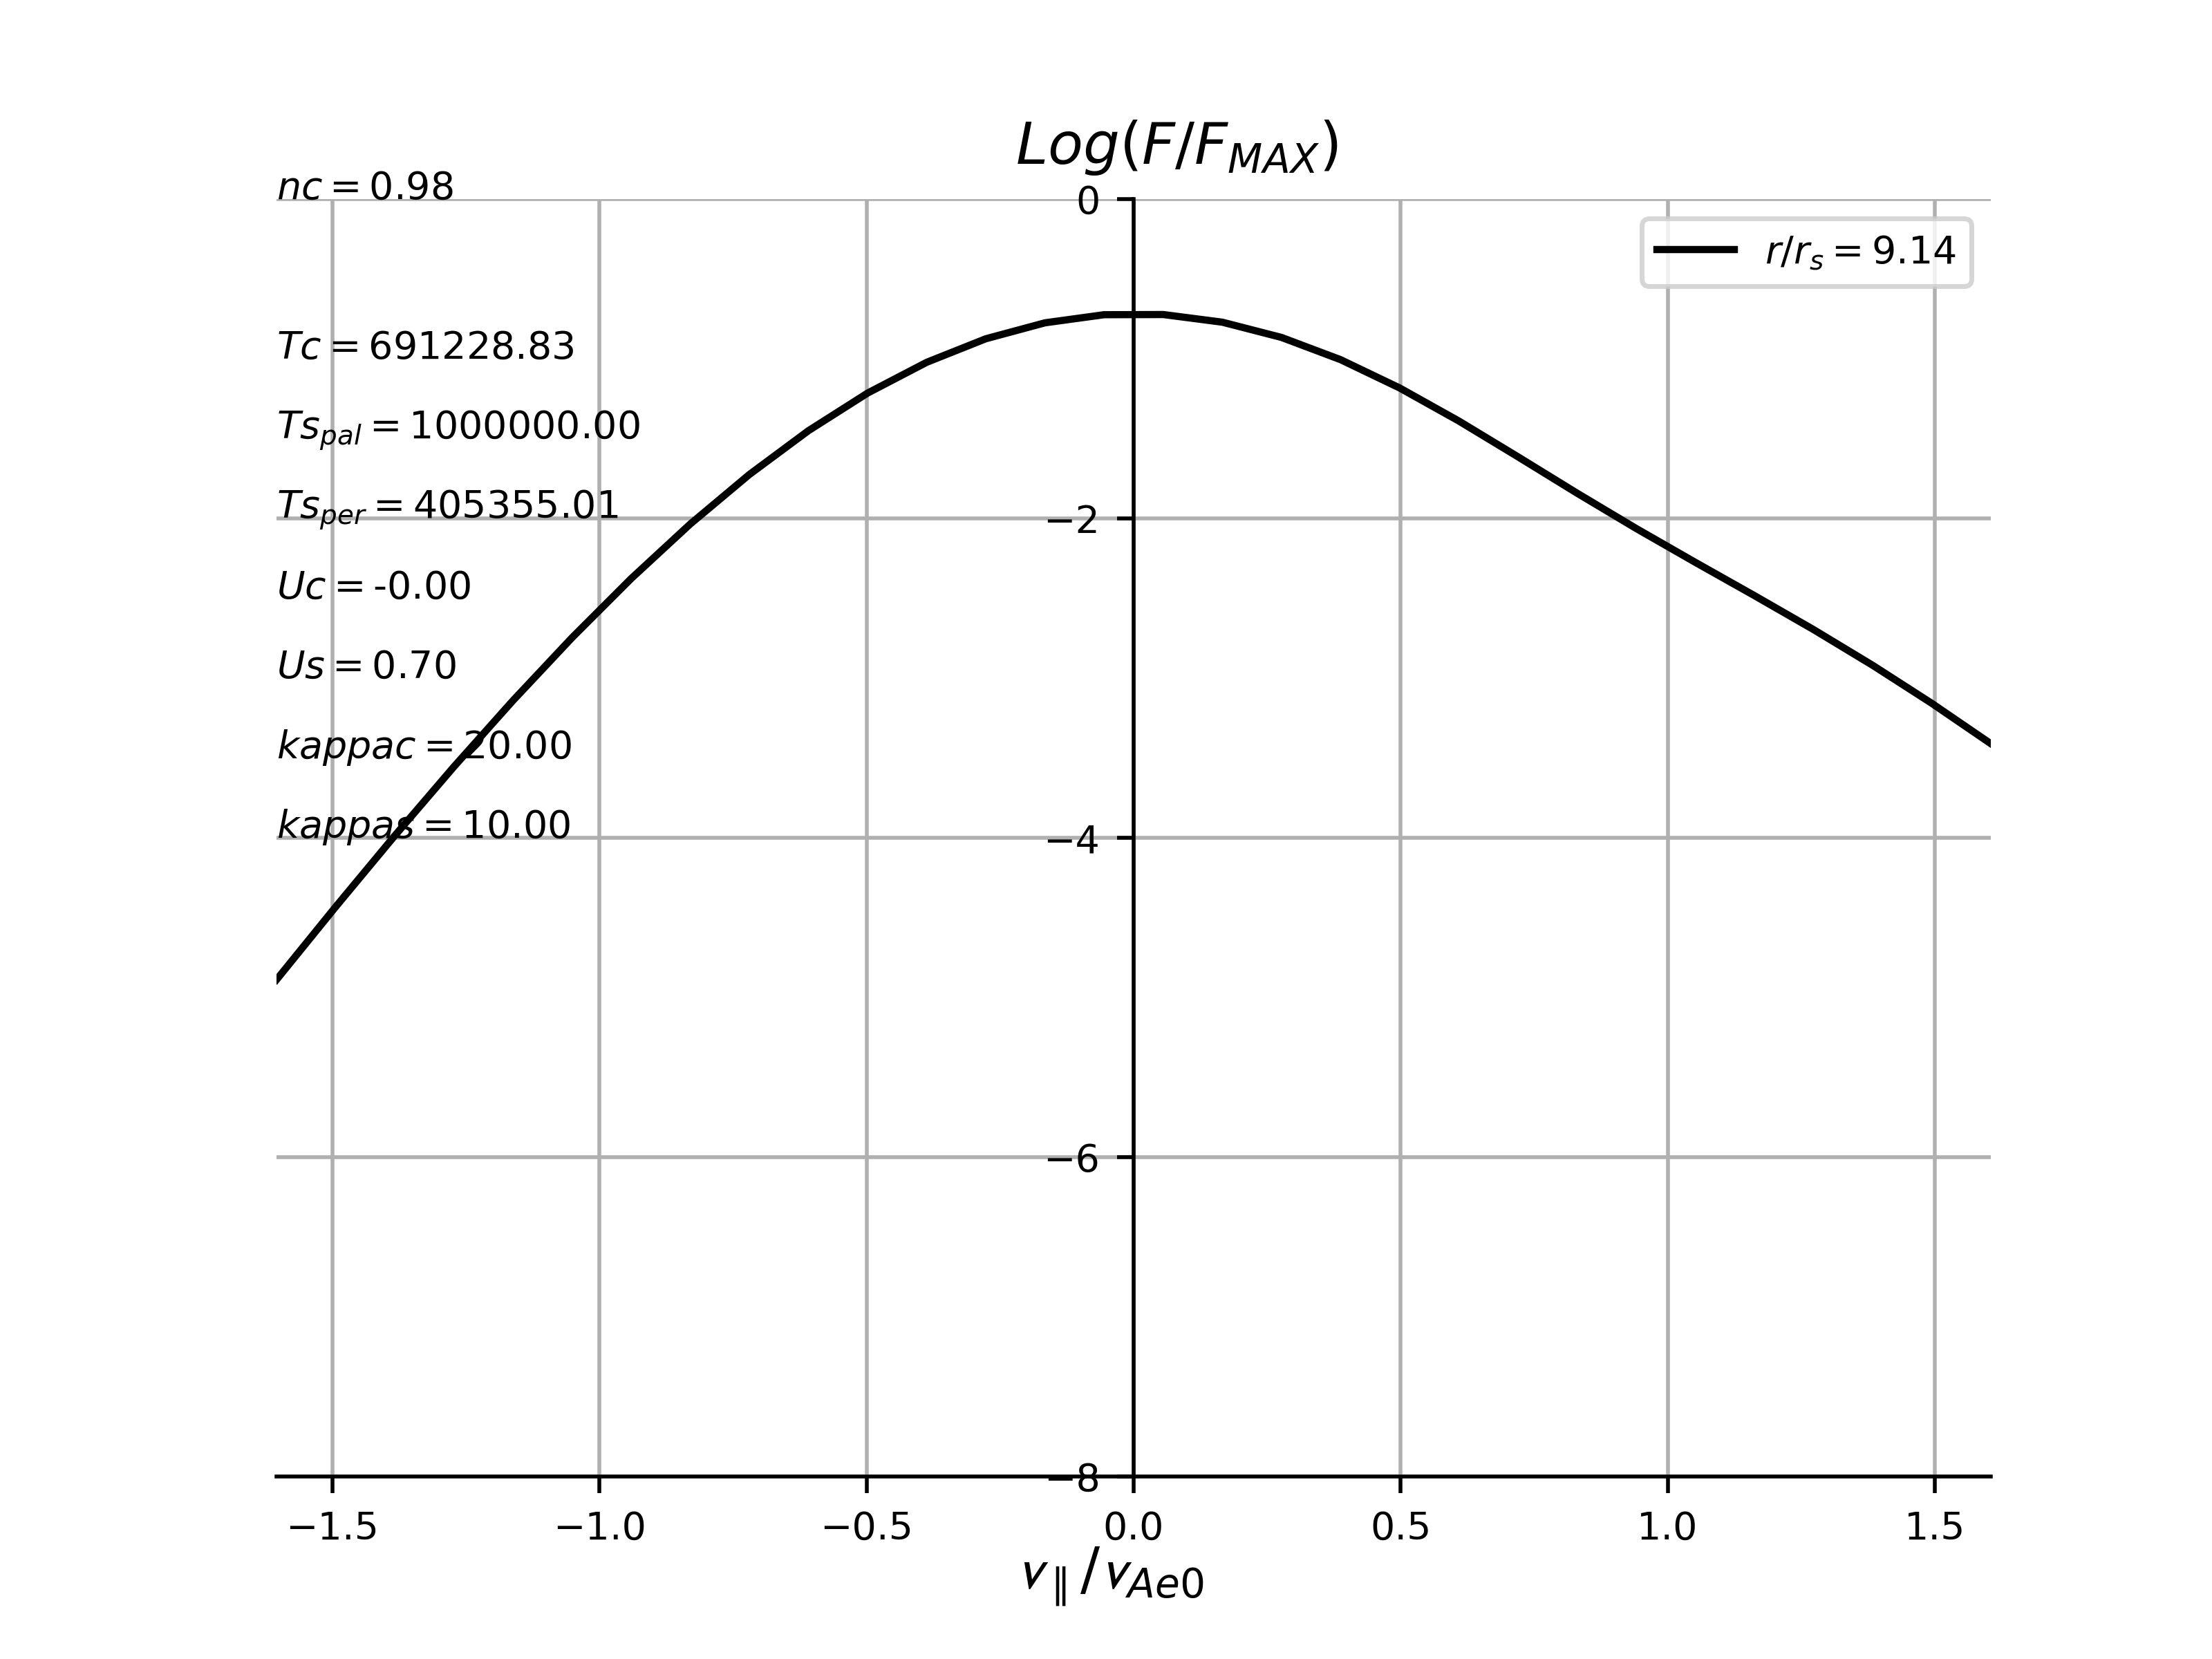 Log(F/F_MAX)
nc = 0.98
0
r/r_s = 9.14
Tc = 691228.83
Ts_pal = 1000000.00
Ts_per = 405355.01
−2
Uc = -0.00
Us = 0.70
kappac = 20.00
kappas = 10.00
−4
−6
−8
−1.5 −1.0 −0.5 0.0 0.5 1.0 1.5
v_∥/v_Ae0